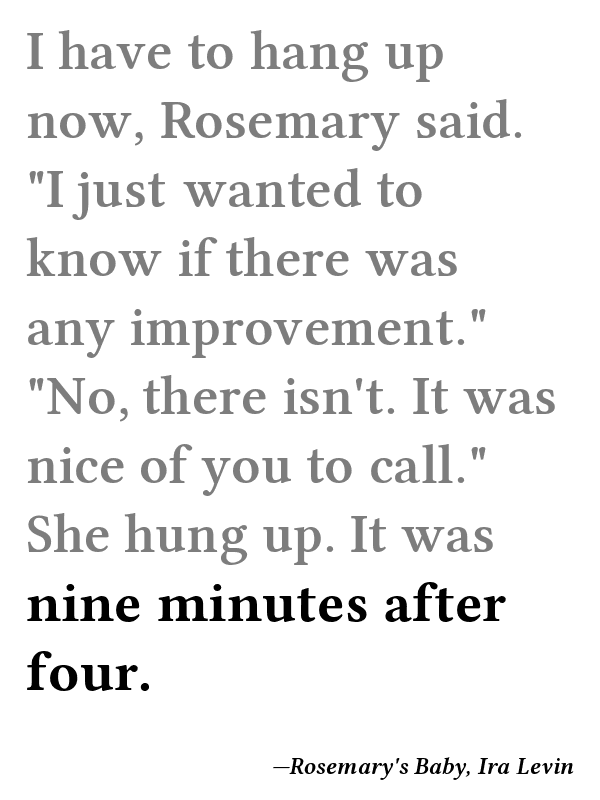 I have to hang up
now, Rosemary said.
"I just wanted to
know if there was
any improvement."
"No, there isn't. It was
nice of you to call."
She hung up. It was
nine minutes after
four.
—Rosemary's Baby, Ira Levin